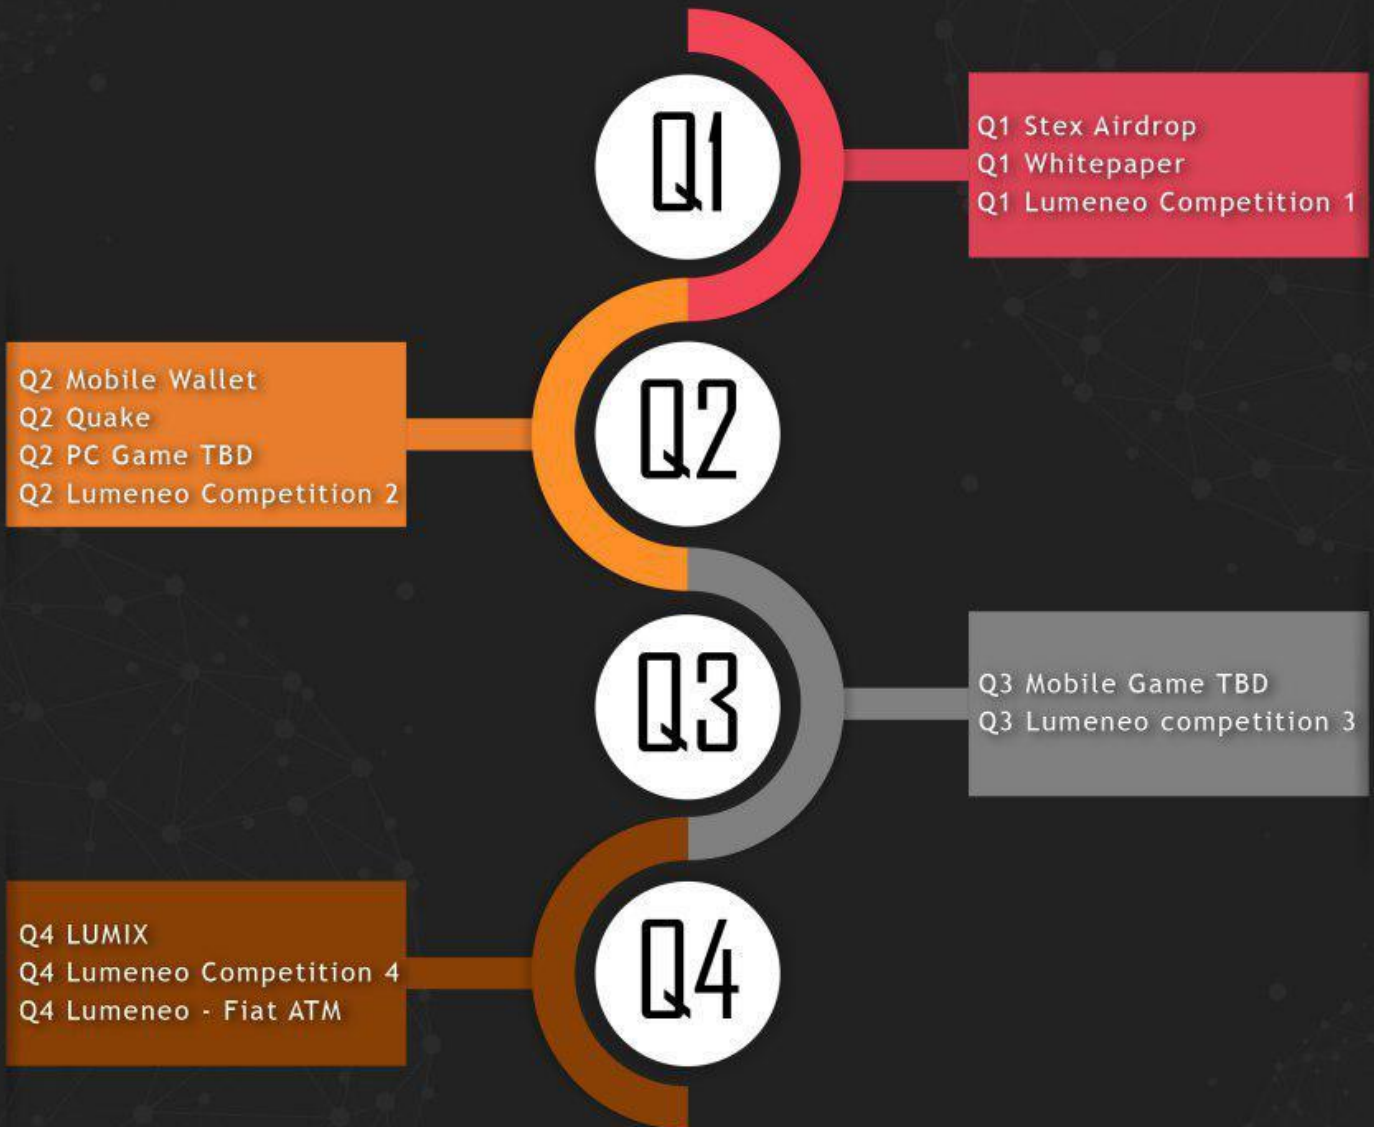 Q1
Q1 Stex Airdrop
Q1 Whitepaper
Q1 Lumeneo Competition 1
Q2
Q2 Mobile Wallet
Q2 Quake
Q2 PC Game TBD
Q2 Lumeneo Competition 2
Q3
Q3 Mobile Game TBD
Q3 Lumeneo competition 3
Q4
Q4 LUMIX
Q4 Lumeneo Competition 4
Q4 Lumeneo - Fiat ATM